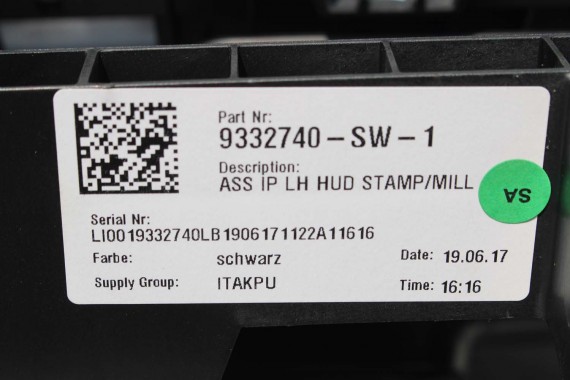 Part Nr:
9332740-SW-1
Description:
ASS IP LH HUD STAMP/MILL
SA
Serial Nr:
LI0019332740LB1906171122A11616
Farbe: schwarz Date: 19.06.17
Supply Group: ITAKPU Time: 16:16